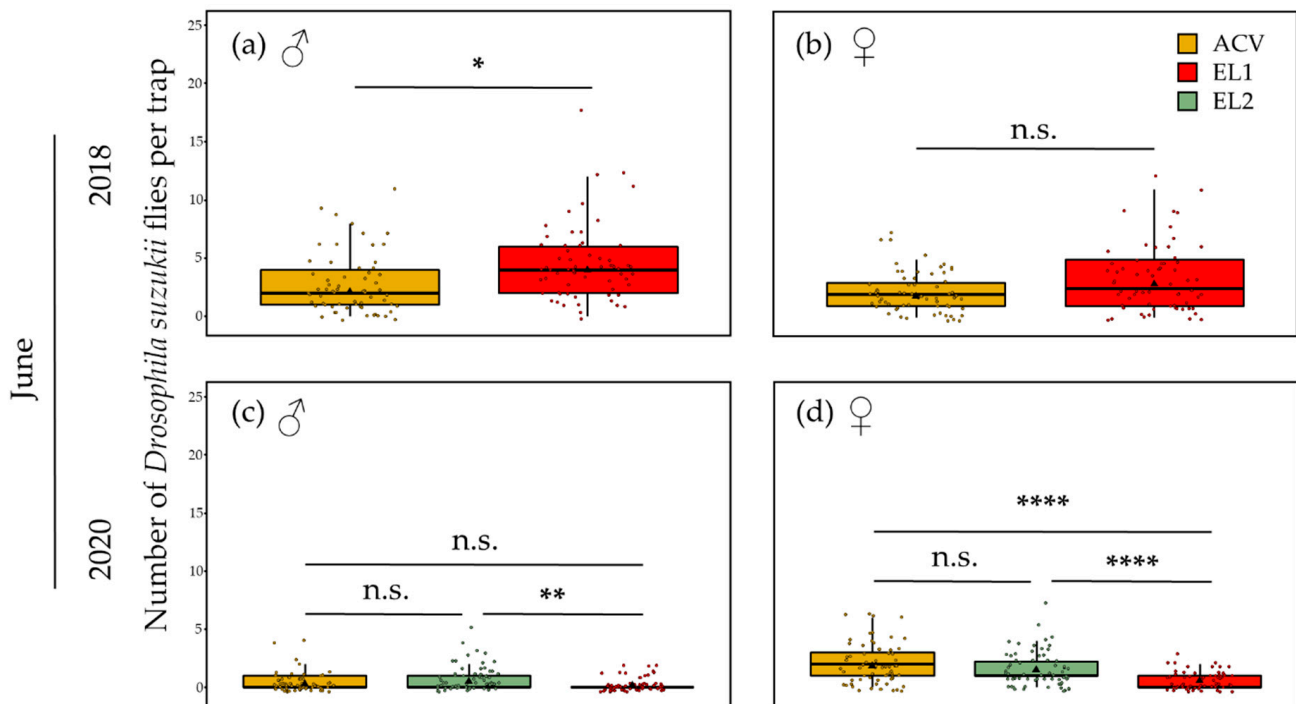 June
2018
2020
Number of Drosophila suzukii flies per trap
(a) ♂
25
20
15
10
5
0
*
(b) ♀
ACV
EL1
EL2
n.s.
(c) ♂
25
20
15
10
5
0
n.s.
n.s.
**
(d) ♀
****
n.s.
****